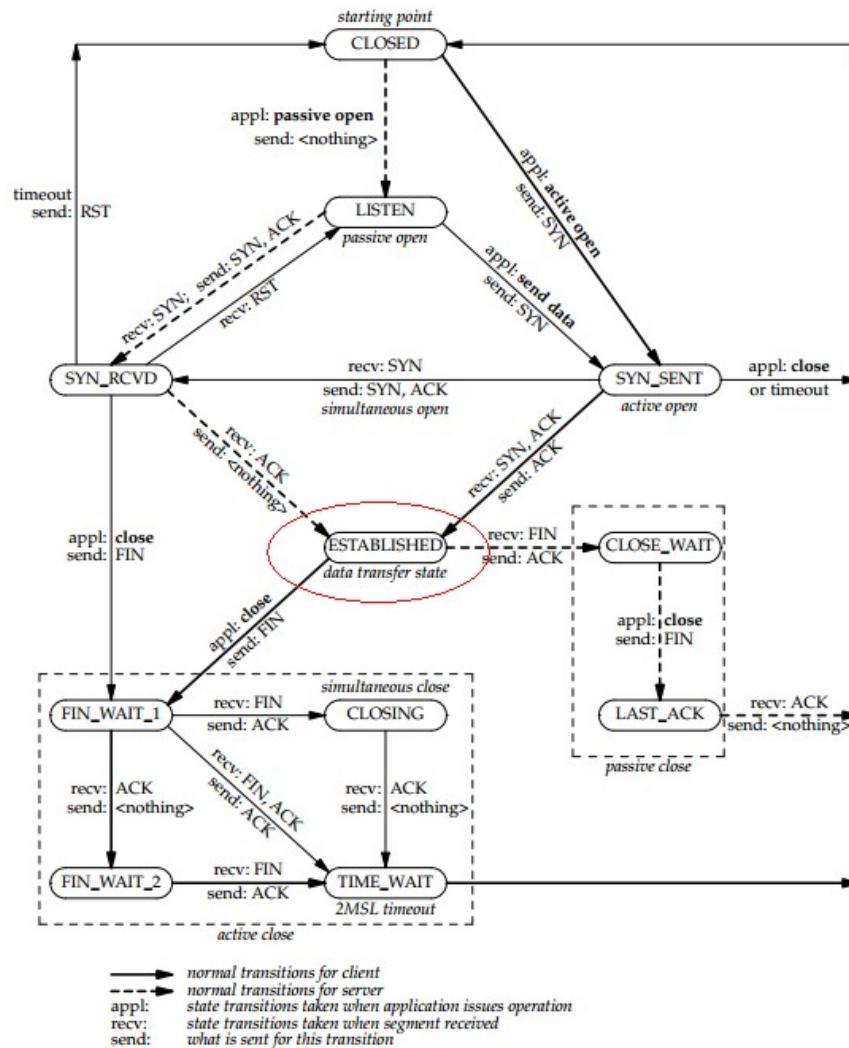 starting point
CLOSED
appl: passive open
send: <nothing>
appl: active open
send: SYN
timeout
send: RST
LISTEN
passive open
recv: SYN; send: SYN, ACK
recv: RST
appl: send data
send: SYN
SYN_RCVD
recv: SYN
send: SYN, ACK
simultaneous open
SYN_SENT
active open
appl: close
or timeout
recv: ACK
send: <nothing>
recv: SYN, ACK
send: ACK
appl: close
send: FIN
ESTABLISHED
data transfer state
recv: FIN
send: ACK
CLOSE_WAIT
appl: close
send: FIN
appl: close
send: FIN
LAST_ACK
recv: ACK
send: <nothing>
passive close
simultaneous close
FIN_WAIT_1
recv: FIN
send: ACK
CLOSING
recv: ACK
send: <nothing>
recv: FIN, ACK
send: ACK
recv: ACK
send: <nothing>
FIN_WAIT_2
recv: FIN
send: ACK
TIME_WAIT
2MSL timeout
active close
normal transitions for client
normal transitions for server
appl: state transitions taken when application issues operation
recv: state transitions taken when segment received
send: what is sent for this transition